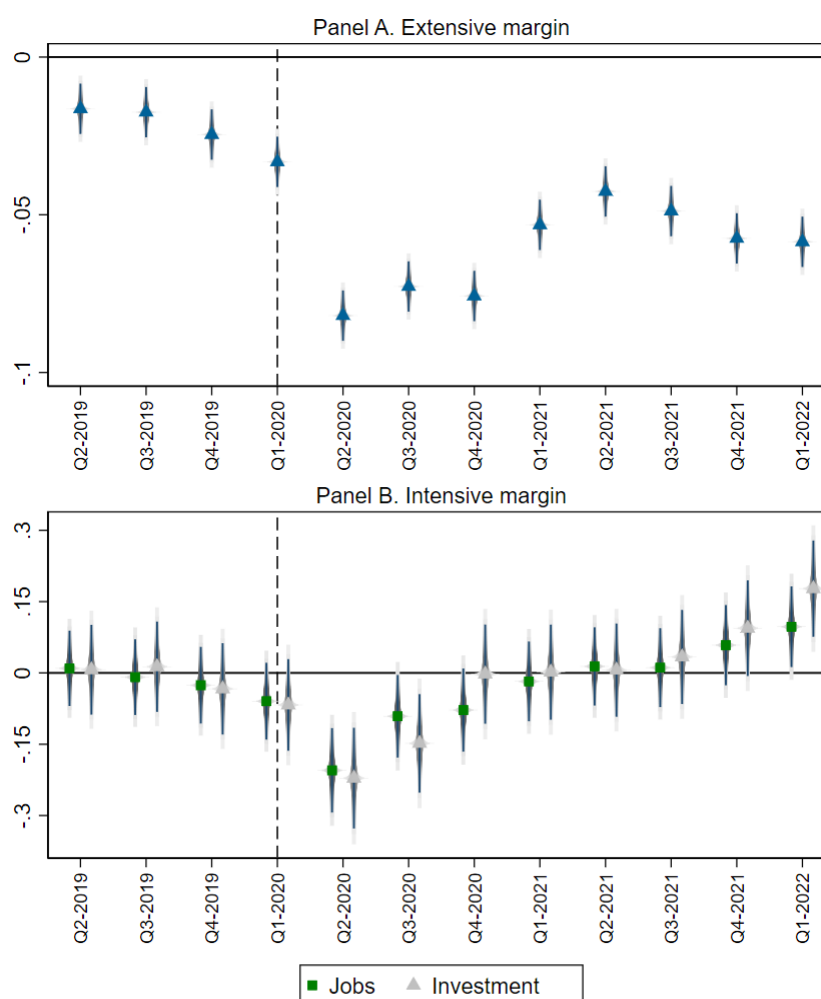 Panel A. Extensive margin
0
-.05
-.1
Q2-2019
Q3-2019
Q4-2019
Q1-2020
Q2-2020
Q3-2020
Q4-2020
Q1-2021
Q2-2021
Q3-2021
Q4-2021
Q1-2022
Panel B. Intensive margin
.3
.15
0
-.15
-.3
Q2-2019
Q3-2019
Q4-2019
Q1-2020
Q2-2020
Q3-2020
Q4-2020
Q1-2021
Q2-2021
Q3-2021
Q4-2021
Q1-2022
Jobs Investment